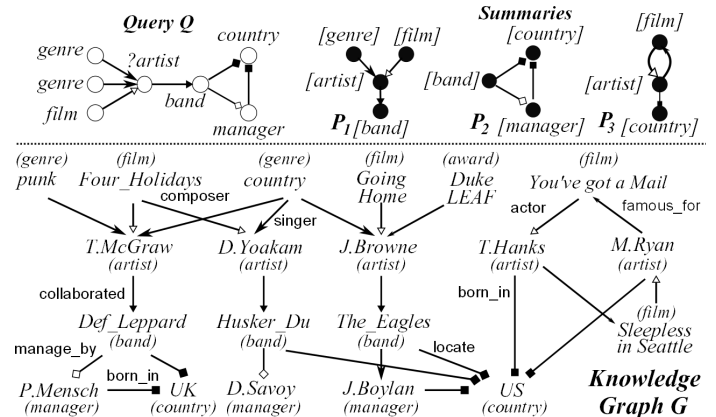 Query Q
country
Summaries
[country]
[film]
genre
?artist
[genre]
[film]
genre
[artist]
[band]
[artist]
film
band
manager
P1 [band]
P2 [manager]
P3 [country]
(genre) (film) (genre) (film) (award) (film)
punk Four_Holidays country Going Duke You've got a Mail
composer Home LEAF
singer actor famous_for
T.McGraw D.Yoakam J.Browne T.Hanks M.Ryan
(artist) (artist) (artist) (artist) (artist)
collaborated born_in (film)
Def_Leppard Husker_Du The_Eagles Sleepless
(band) (band) (band) in Seattle
manage_by locate
born_in
P.Mensch UK D.Savoy J.Boylan US Knowledge
(manager) (country) (manager) (manager) (country) Graph G